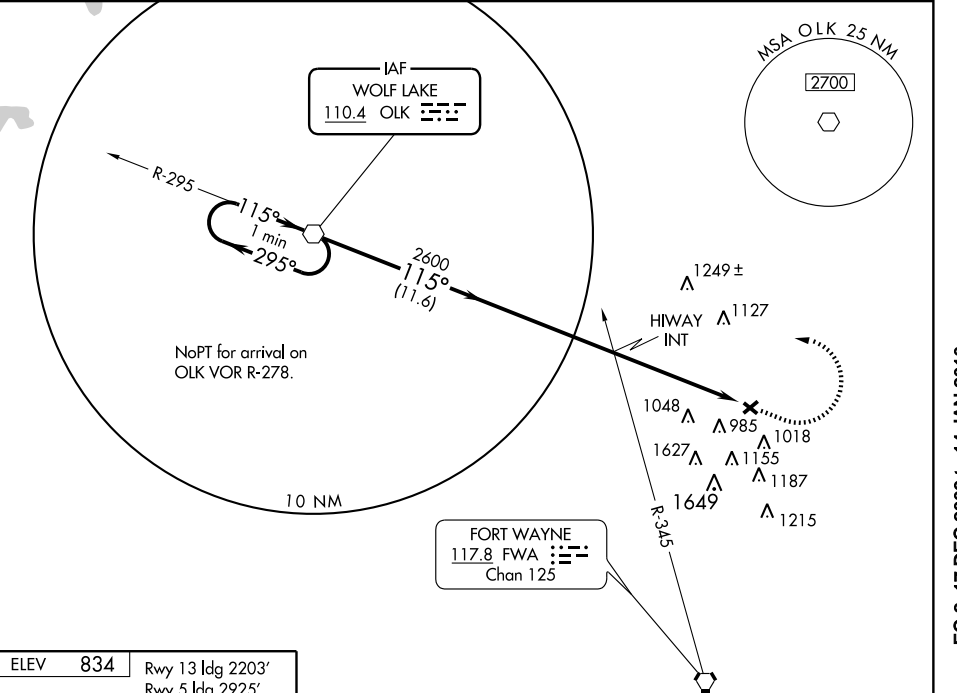 MSA OLK 25 NM
2700
IAF
WOLF LAKE
110.4 OLK
R-295
115°
1 min
295°
2600
115°
(11.6)
1249 ±
1127
HIWAY
INT
NoPT for arrival on
OLK VOR R-278.
1048
985
1018
1627
1155
1187
1649
1215
10 NM
R-345
FORT WAYNE
117.8 FWA
Chan 125
ELEV 834
Rwy 13 ldg 2203'
Rwy 5 ldg 2925'